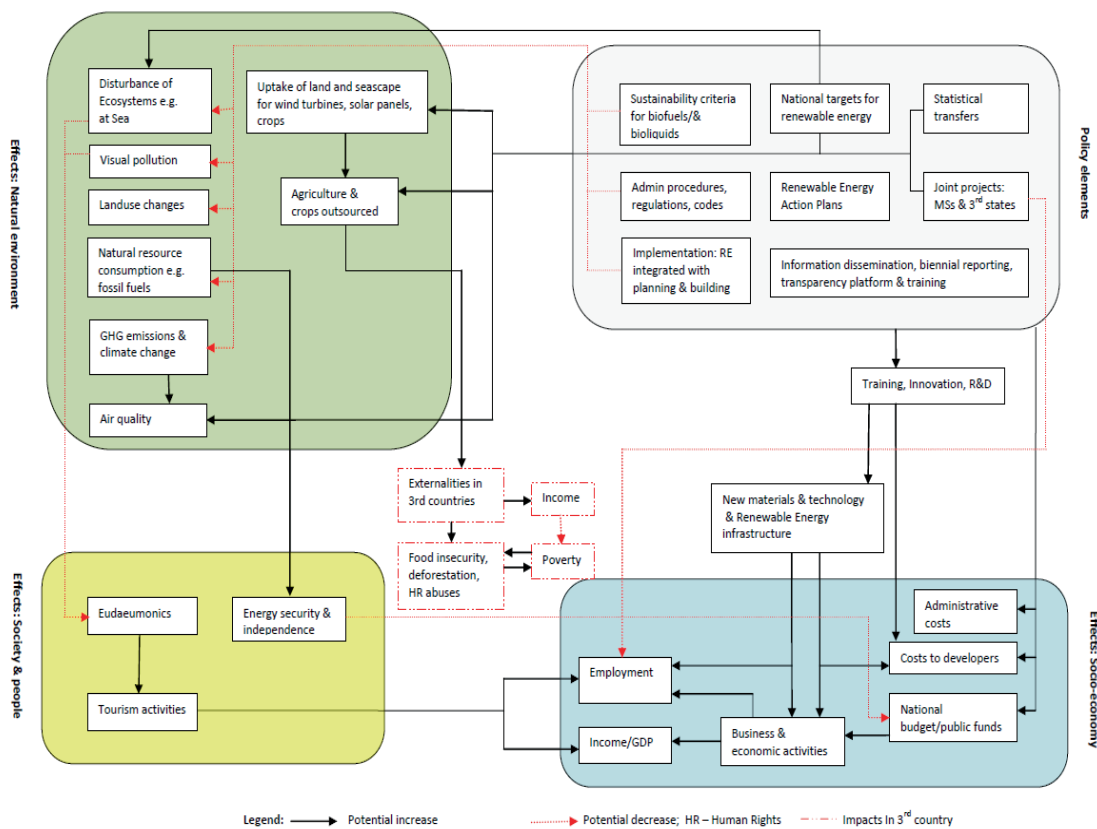 Effects: Natural environment
Disturbance of
Ecosystems e.g.
at Sea
Uptake of land and seascape
for wind turbines, solar panels,
crops
Visual pollution
Landuse changes
Agriculture &
crops outsourced
Natural resource
consumption e.g.
fossil fuels
GHG emissions &
climate change
Air quality
Policy elements
Sustainability criteria
for biofuels/&
bioliquids
National targets for
renewable energy
Statistical
transfers
Admin procedures,
regulations, codes
Renewable Energy
Action Plans
Joint projects:
MSs & 3rd states
Implementation: RE
integrated with
planning & building
Information dissemination, biennial reporting,
transparency platform & training
Training, Innovation, R&D
Externalities in
3rd countries
Income
Food insecurity,
deforestation,
HR abuses
Poverty
New materials & technology
& Renewable Energy
infrastructure
Effects: Society & people
Eudaeumonics
Energy security &
independence
Tourism activities
Effects: Socio-economy
Administrative
costs
Costs to developers
Employment
National
budget/public funds
Income/GDP
Business &
economic activities
Legend: Potential increase Potential decrease; HR – Human Rights Impacts In 3rd country